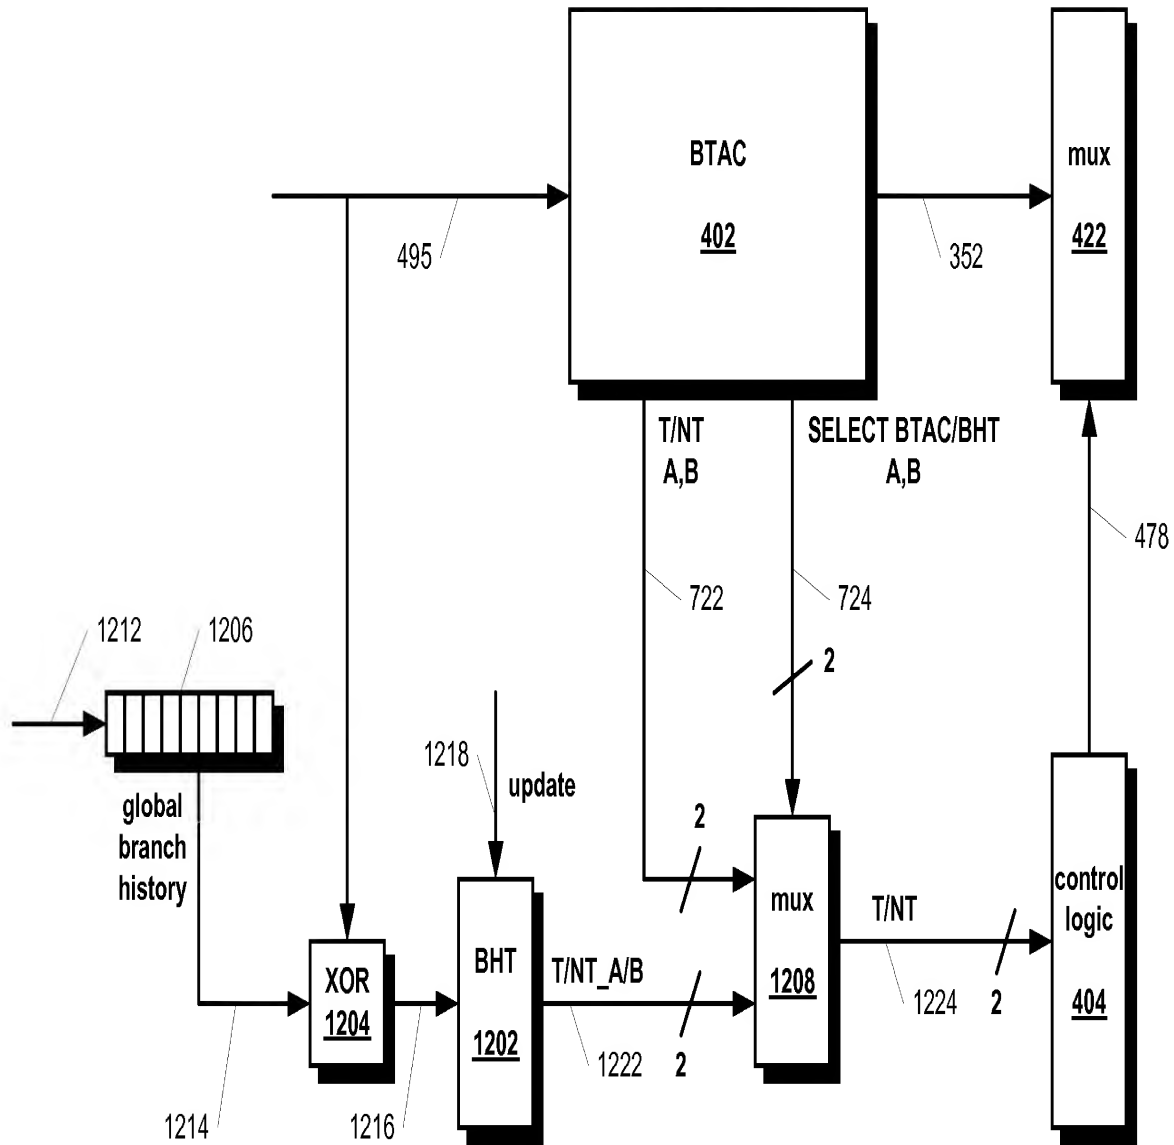 BTAC
402
mux
422
495
352
T/NT
A,B
SELECT BTAC/BHT
A,B
478
722
724
2
1212
1206
1218
update
global
branch
history
2
control
logic
404
mux
1208
T/NT
BHT
1202
T/NT_A/B
XOR
1204
1224
2
1222
2
1214
1216